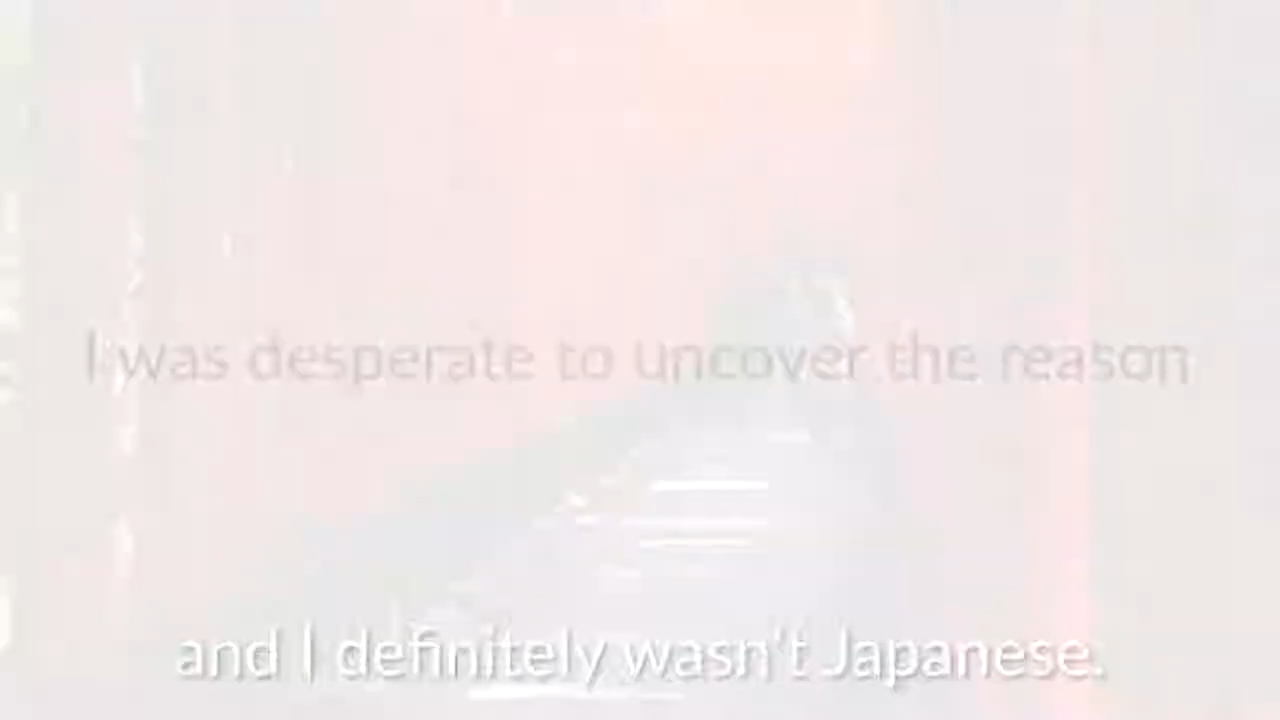 I was desperate to uncover the reason
and I definitely wasn't Japanese.